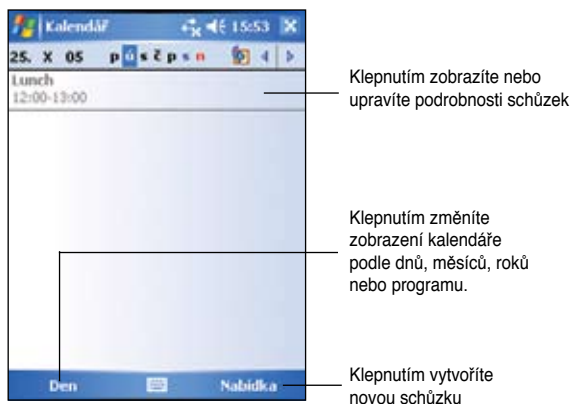 Kalendář 15:53
25. X 05 p ú s č p s n
Lunch
12:00-13:00
Klepnutím zobrazíte nebo
upravíte podrobnosti schůzek
Klepnutím změníte
zobrazení kalendáře
podle dnů, měsíců, roků
nebo programu.
Den Nabídka
Klepnutím vytvoříte
novou schůzku